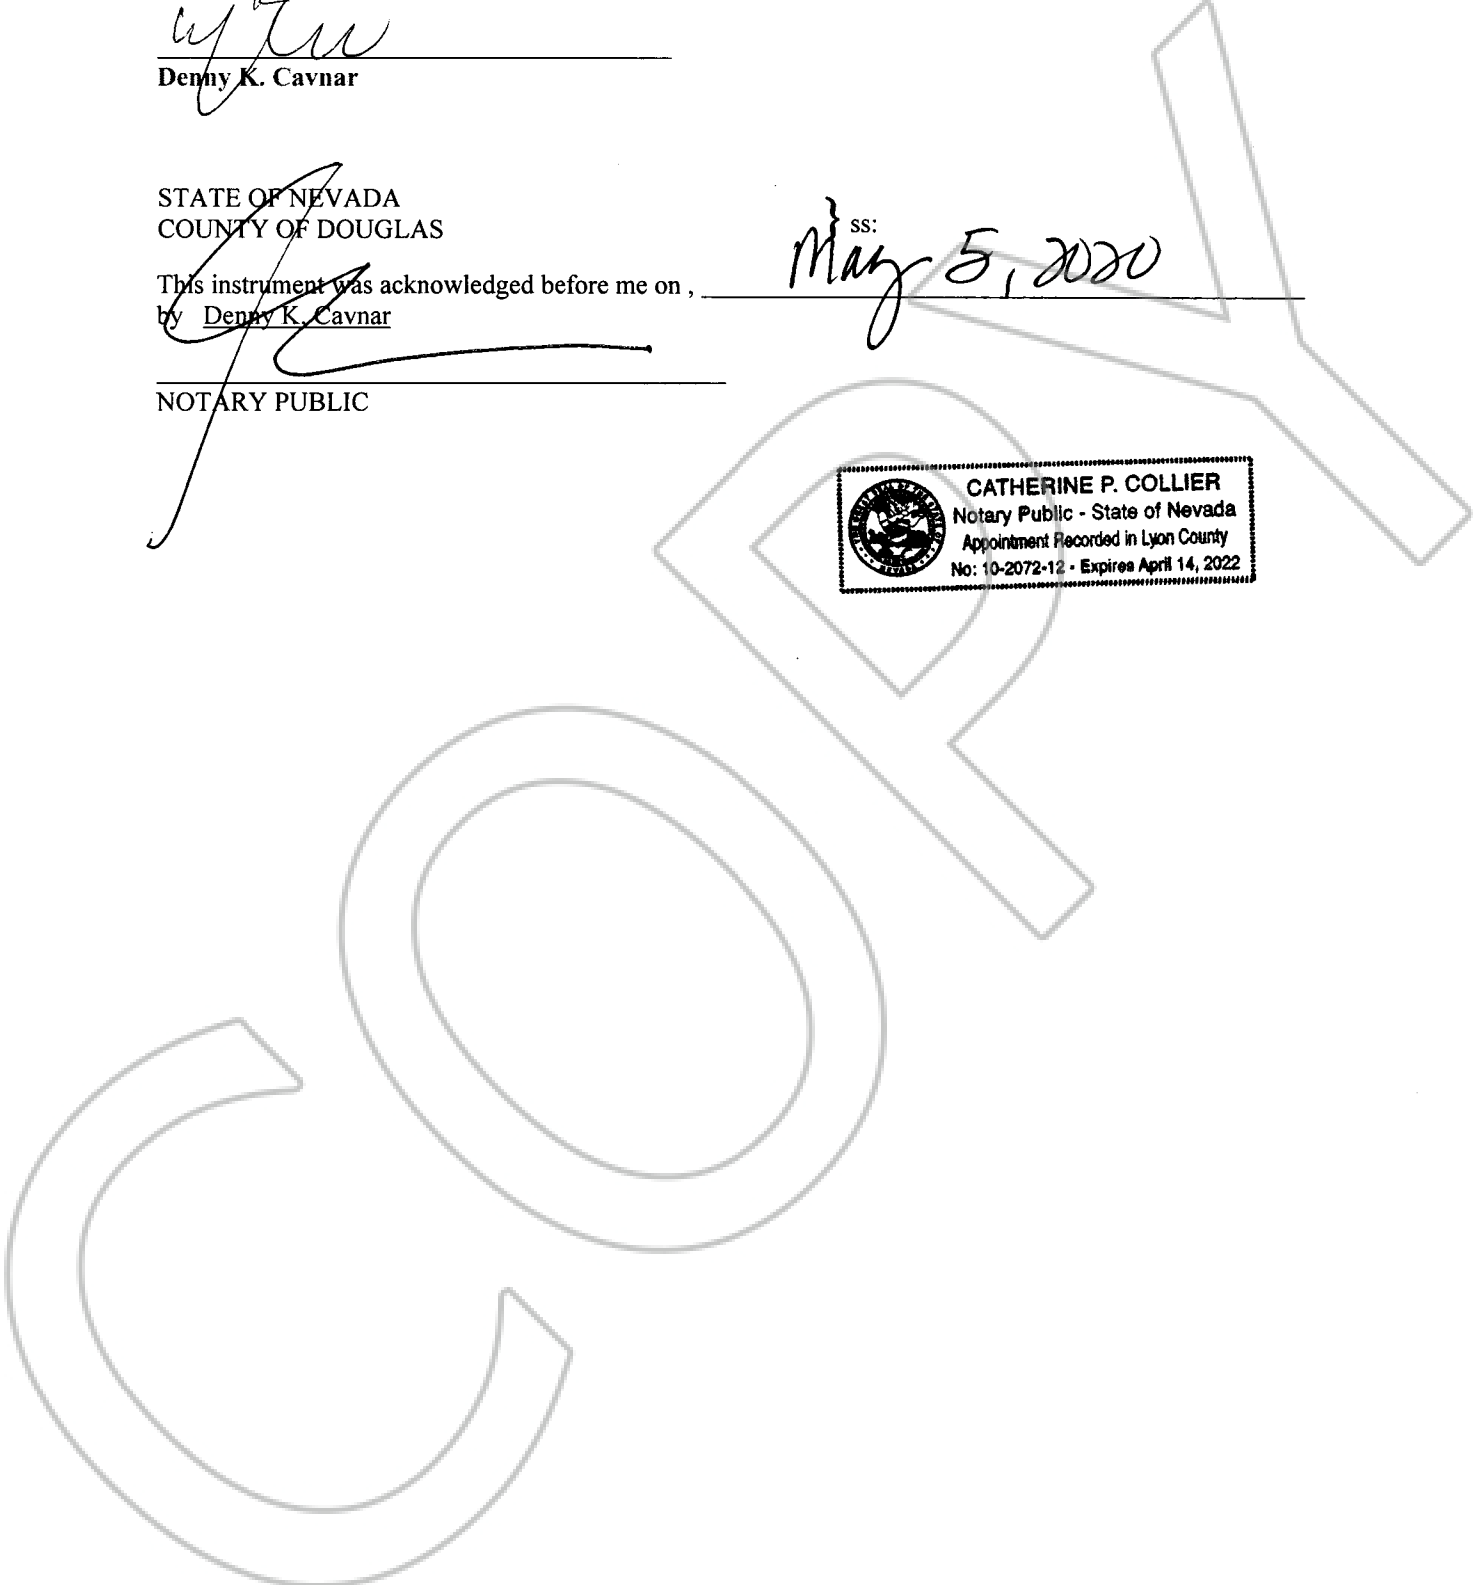 Denny K. Cavnar
STATE OF NEVADA
COUNTY OF DOUGLAS
} ss:
This instrument was acknowledged before me on , May 5, 2020
by Denny K. Cavnar
NOTARY PUBLIC
CATHERINE P. COLLIER
Notary Public - State of Nevada
Appointment Recorded in Lyon County
No: 10-2072-12 - Expires April 14, 2022
COPY